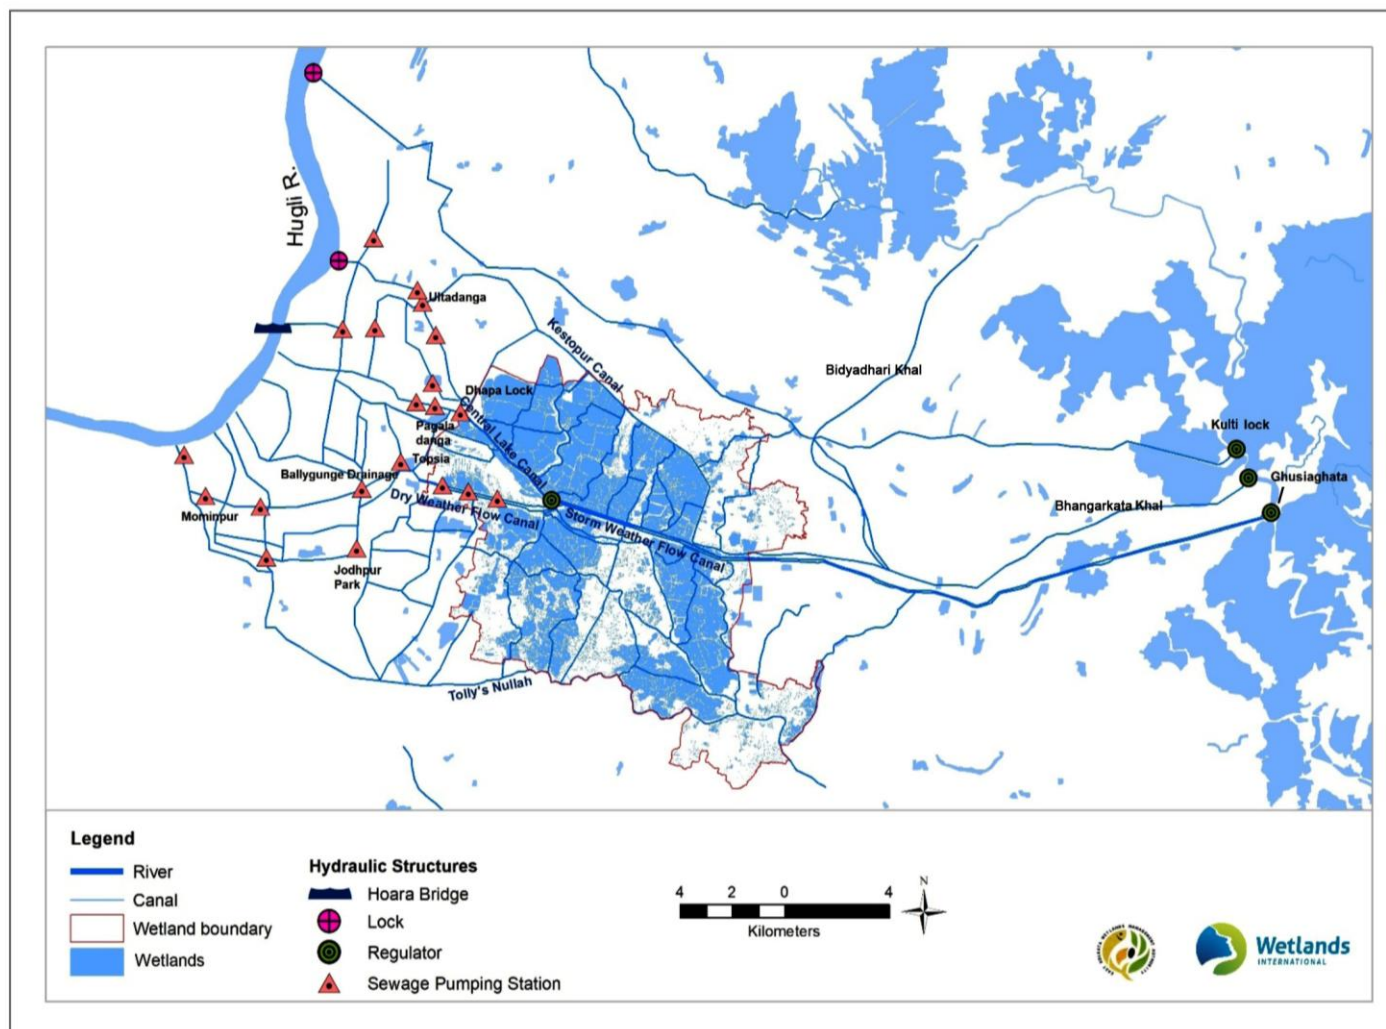 Hugli R.
Ultadanga
Kestopur Canal
Bidyadhari Khal
Dhapa Lock
Central Lake Canal
Pagala
danga
Topsia
Kulti lock
Ballygunge Drainage
Ghusiaghata
Dry Weather Flow Canal
Bhangarkata Khal
Mominpur
Storm Weather Flow Canal
Jodhpur
Park
Tolly's Nullah
Legend
River
Canal
Wetland boundary
Wetlands
Hydraulic Structures
Hoara Bridge
Lock
Regulator
Sewage Pumping Station
4 2 0 4
Kilometers
N
Wetlands
INTERNATIONAL